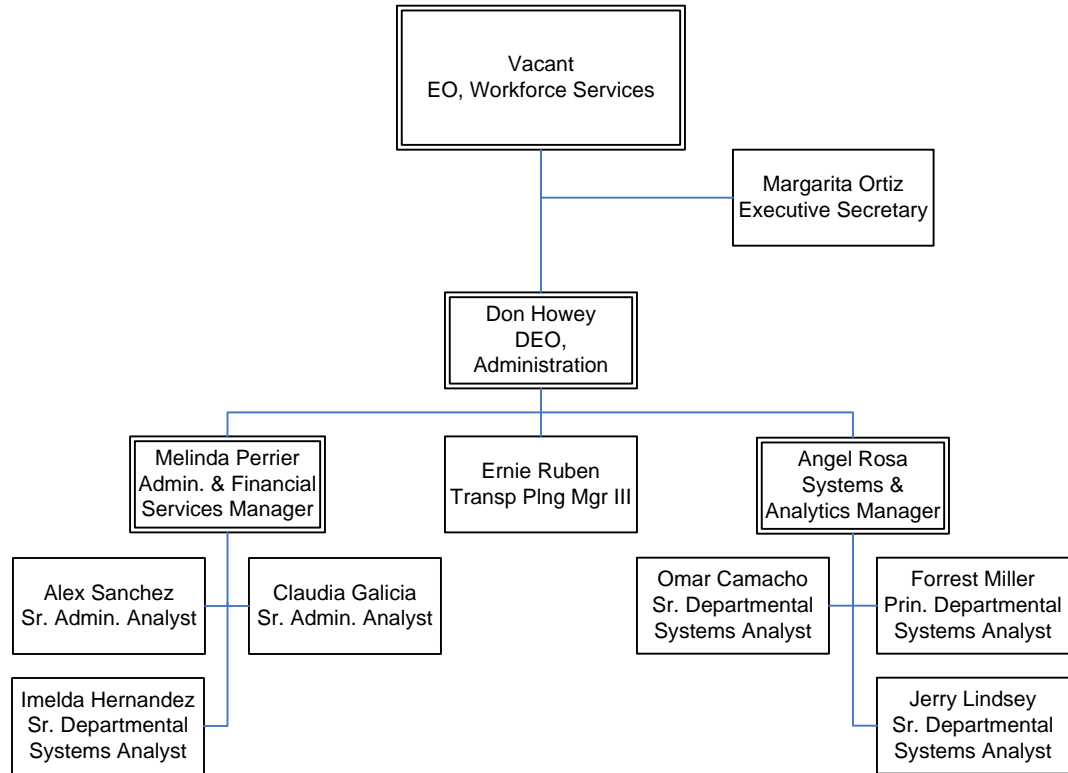 Vacant
EO, Workforce Services
Margarita Ortiz
Executive Secretary
Don Howey
DEO,
Administration
Melinda Perrier
Admin. & Financial
Services Manager
Ernie Ruben
Transp Plng Mgr III
Angel Rosa
Systems &
Analytics Manager
Alex Sanchez
Sr. Admin. Analyst
Claudia Galicia
Sr. Admin. Analyst
Omar Camacho
Sr. Departmental
Systems Analyst
Forrest Miller
Prin. Departmental
Systems Analyst
Imelda Hernandez
Sr. Departmental
Systems Analyst
Jerry Lindsey
Sr. Departmental
Systems Analyst